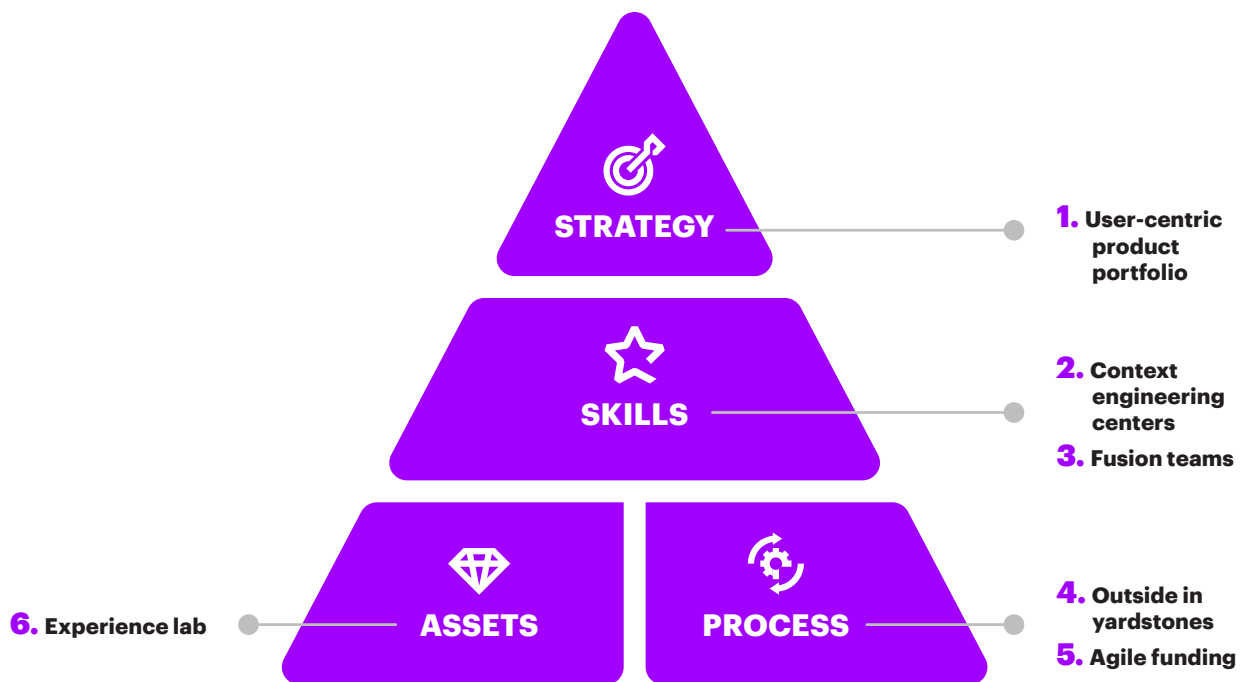 STRATEGY
1. User-centric
product
portfolio
SKILLS
2. Context
engineering
centers
3. Fusion teams
6. Experience lab
ASSETS
PROCESS
4. Outside in
yardstones
5. Agile funding